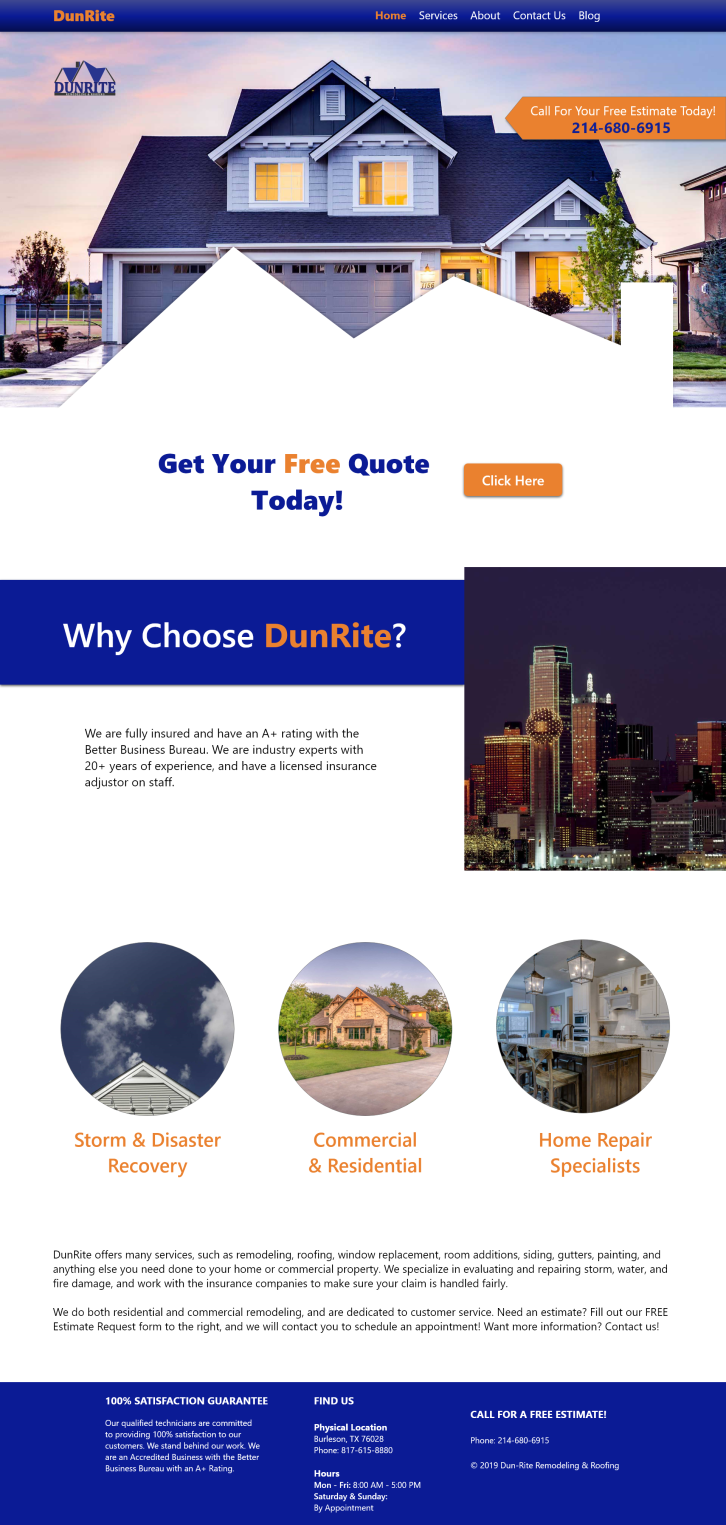 DunRite
Home Services About Contact Us Blog
DUNRITE
Call For Your Free Estimate Today!
214-680-6915
Get Your Free Quote
Today!
Click Here
Why Choose DunRite?
We are fully insured and have an A+ rating with the
Better Business Bureau. We are industry experts with
20+ years of experience, and have a licensed insurance
adjustor on staff.
Storm & Disaster
Recovery
Commercial
& Residential
Home Repair
Specialists
DunRite offers many services, such as remodeling, roofing, window replacement, room additions, siding, gutters, painting, and
anything else you need done to your home or commercial property. We specialize in evaluating and repairing storm, water, and
fire damage, and work with the insurance companies to make sure your claim is handled fairly.
We do both residential and commercial remodeling, and are dedicated to customer service. Need an estimate? Fill out our FREE
Estimate Request form to the right, and we will contact you to schedule an appointment! Want more information? Contact us!
100% SATISFACTION GUARANTEE
Our qualified technicians are committed
to providing 100% satisfaction to our
customers. We stand behind our work. We
are an Accredited Business with the Better
Business Bureau with an A+ Rating.
FIND US
Physical Location
Burleson, TX 76028
Phone: 817-615-8880
Hours
Mon - Fri: 8:00 AM - 5:00 PM
Saturday & Sunday:
By Appointment
CALL FOR A FREE ESTIMATE!
Phone: 214-680-6915
© 2019 Dun-Rite Remodeling & Roofing